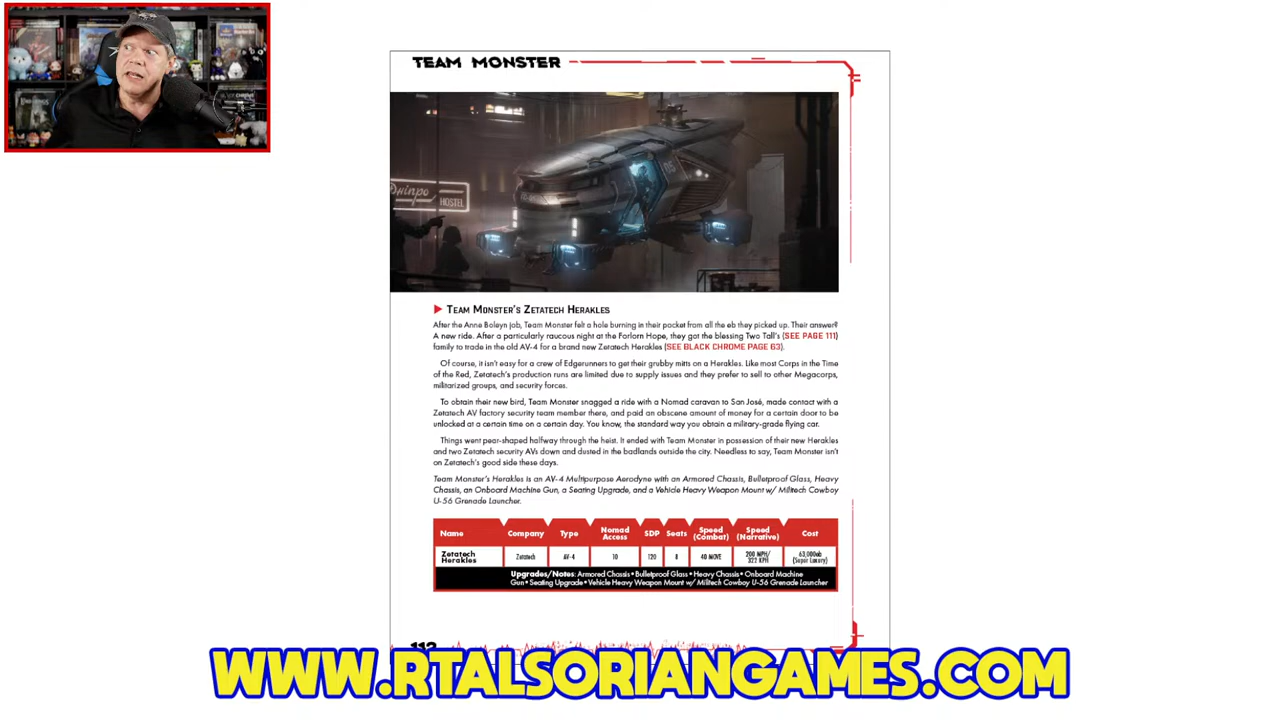 TEAM MONSTER
Дніпро
HOSTEL
TEAM MONSTER'S ZETATECH HERAKLES
After the Anne Boleyn job, Team Monster felt a hole burning in their pocket from all the eb they picked up. Their answer?
A new ride. After a particularly raucous night at the Forlorn Hope, they got the blessing Two Tall's (SEE PAGE 111)
family to trade in the old AV-4 for a brand new Zetatech Herakles (SEE BLACK CHROME PAGE 63).
Of course, it isn't easy for a crew of Edgerunners to get their grubby mitts on a Herakles. Like most Corps in the Time
of the Red, Zetatech's production runs are limited due to supply issues and they prefer to sell to other Megacorps,
militarized groups, and security forces.
To obtain their new bird, Team Monster snagged a ride with a Nomad caravan to San José, made contact with a
Zetatech AV factory security team member there, and paid an obscene amount of money for a certain door to be
unlocked at a certain time on a certain day. You know, the standard way you obtain a military-grade flying car.
Things went pear-shaped halfway through the heist. It ended with Team Monster in possession of their new Herakles
and two Zetatech security AVs down and dusted in the badlands outside the city. Needless to say, Team Monster isn't
on Zetatech's good side these days.
Team Monster's Herakles is an AV-4 Multipurpose Aerodyne with an Armored Chassis, Bulletproof Glass, Heavy
Chassis, an Onboard Machine Gun, a Seating Upgrade, and a Vehicle Heavy Weapon Mount w/ Militech Cowboy
U-56 Grenade Launcher.
Name Company Type Nomad Access SDP Seats Speed (Combat) Speed (Narrative) Cost
Zetatech Herakles Zetatech AV-4 10 120 8 40 MOVE 200 MPH/ 322 KPH 63,000eb (Super Luxury)
Upgrades/Notes: Armored Chassis • Bulletproof Glass • Heavy Chassis • Onboard Machine
Gun • Seating Upgrade • Vehicle Heavy Weapon Mount w/ Militech Cowboy U-56 Grenade Launcher
112
WWW.RTALSORIANGAMES.COM